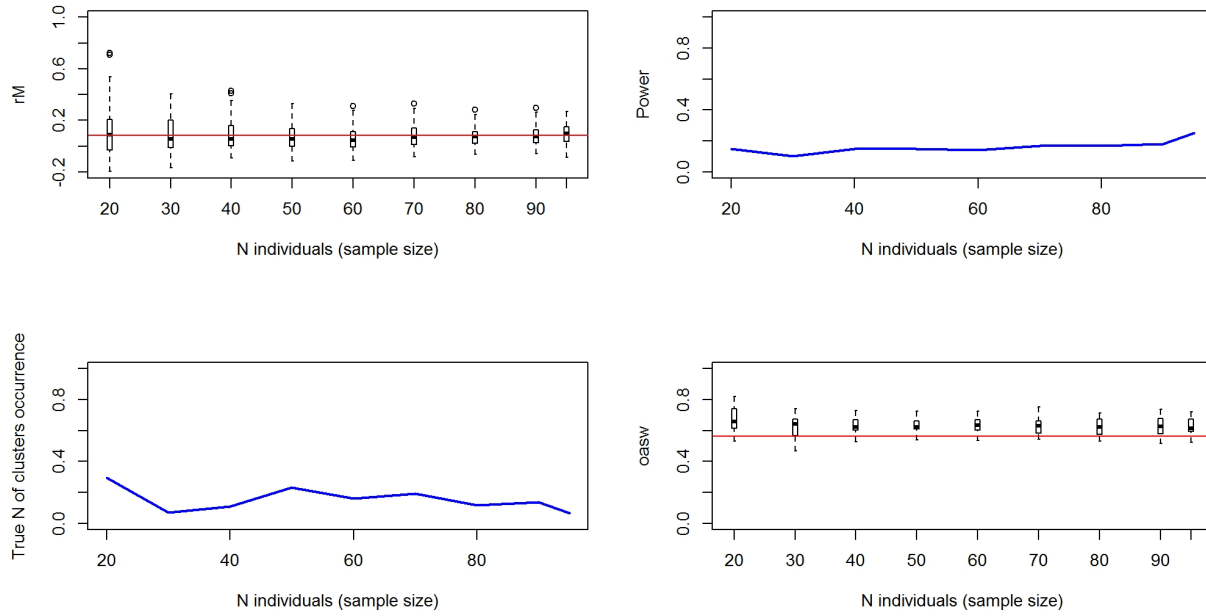 rM
-0.2 0.2 0.6 1.0
20 30 40 50 60 70 80 90
N individuals (sample size)
Power
0.0 0.4 0.8
20 40 60 80
N individuals (sample size)
True N of clusters occurrence
0.0 0.4 0.8
20 40 60 80
N individuals (sample size)
oasw
0.0 0.4 0.8
20 30 40 50 60 70 80 90
N individuals (sample size)